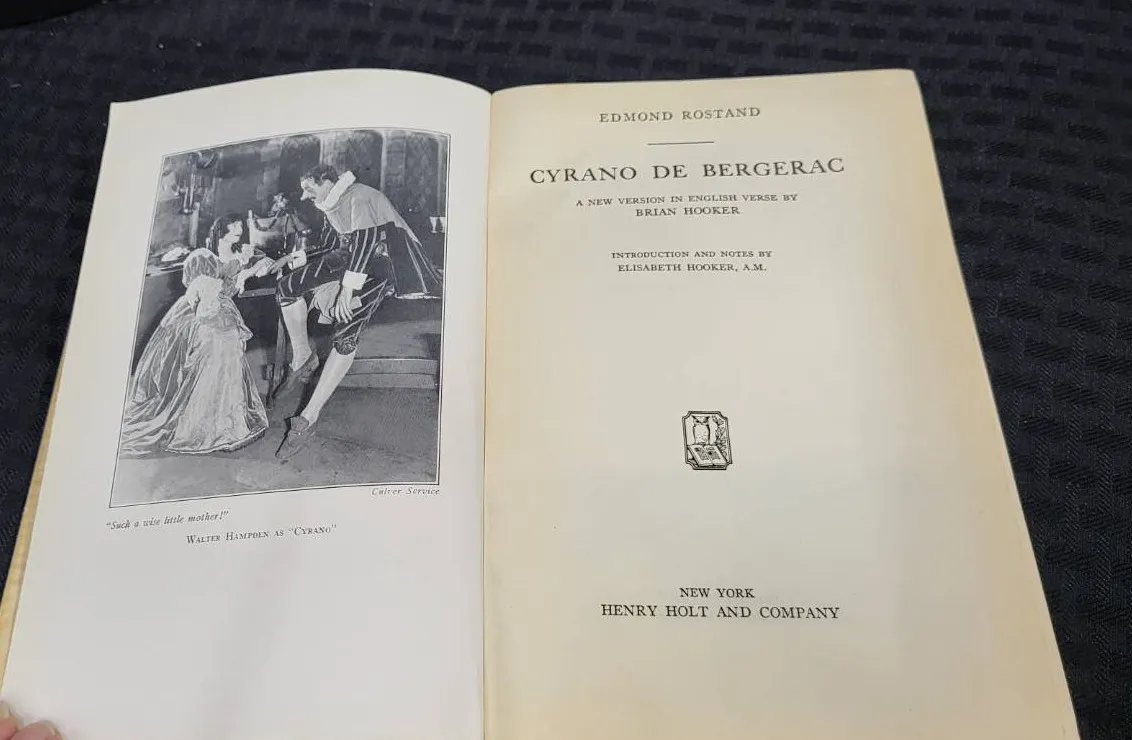 Culver Service
"Such a wise little mother!"
WALTER HAMPDEN AS "CYRANO"
EDMOND ROSTAND
CYRANO DE BERGERAC
A NEW VERSION IN ENGLISH VERSE BY
BRIAN HOOKER
INTRODUCTION AND NOTES BY
ELISABETH HOOKER, A.M.
NEW YORK
HENRY HOLT AND COMPANY